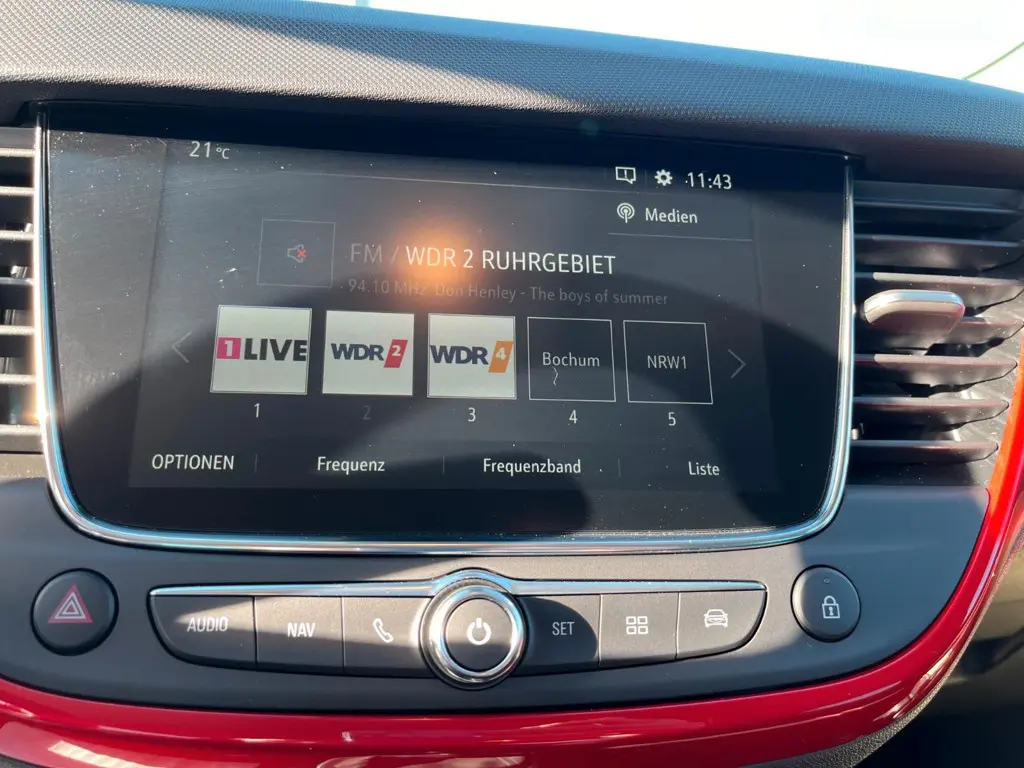 21°C
11:43
Medien
FM / WDR 2 RUHRGEBIET
94.10 MHz Don Henley - The boys of summer
1LIVE WDR 2 WDR 4 Bochum NRW1
1 2 3 4 5
OPTIONEN Frequenz Frequenzband Liste
AUDIO NAV SET